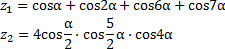 z₁ = cosα + cos2α + cos6α + cos7α
z₂ = 4cos α/2 · cos 5/2 α · cos4α